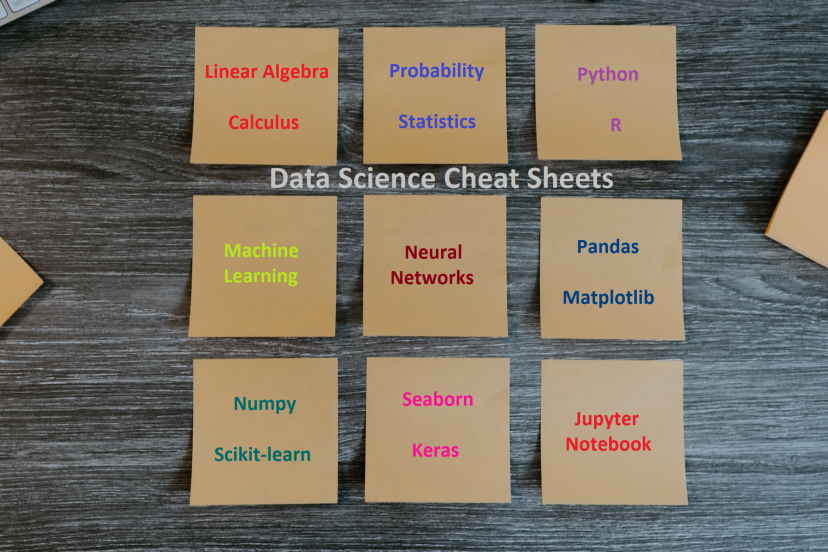 Linear Algebra
Calculus
Probability
Statistics
Python
R
Data Science Cheat Sheets
Machine
Learning
Neural
Networks
Pandas
Matplotlib
Numpy
Scikit-learn
Seaborn
Keras
Jupyter
Notebook